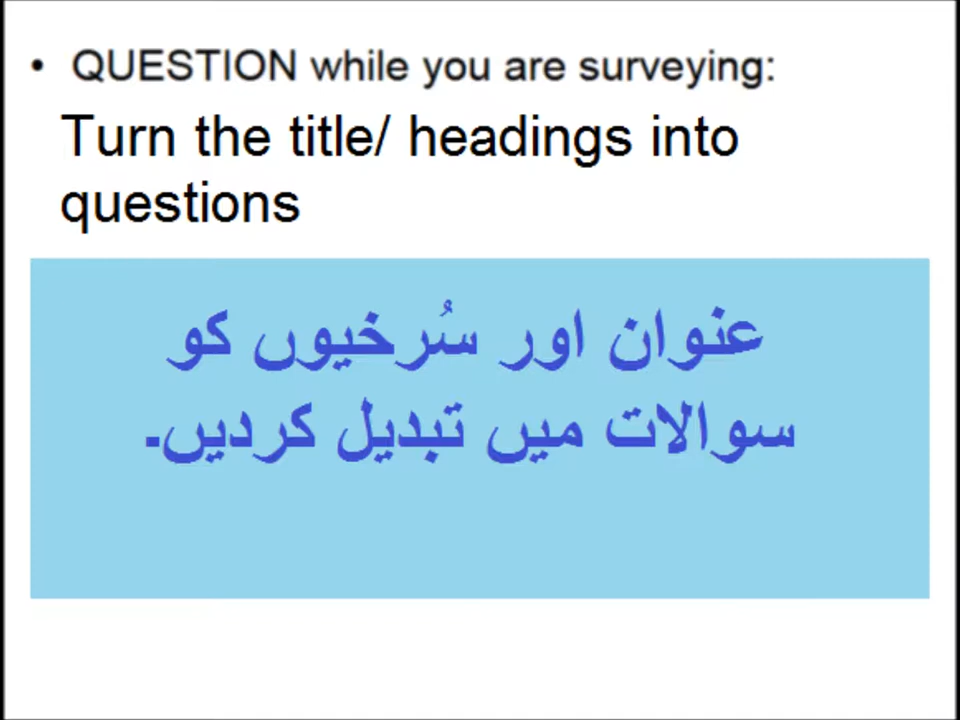 • QUESTION while you are surveying:
Turn the title/ headings into
questions
عنوان اور سُرخیوں کو
سوالات میں تبدیل کردیں۔